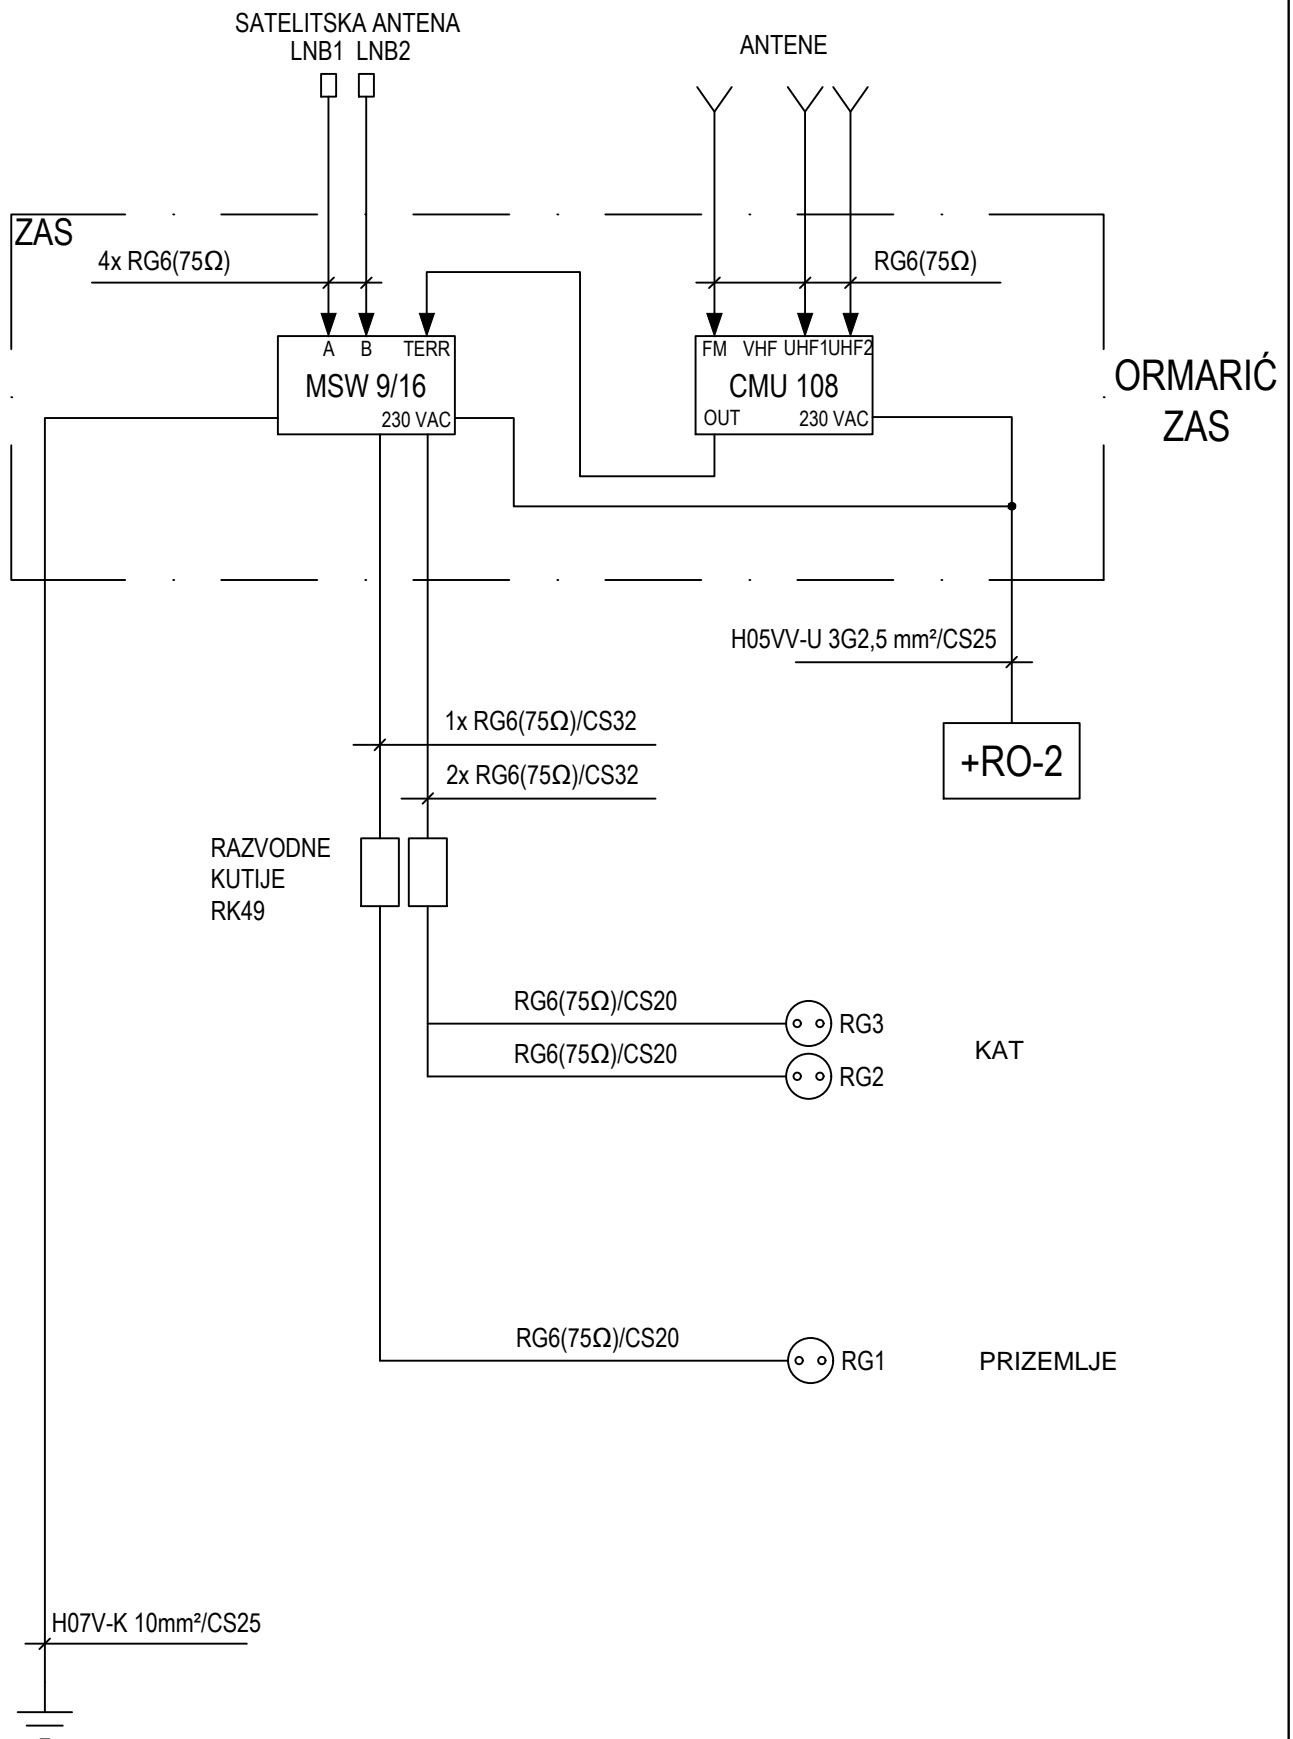 SATELITSKA ANTENA
LNB1 LNB2
ANTENE
ZAS
4x RG6(75Ω)
RG6(75Ω)
A B TERR
MSW 9/16
230 VAC
FM VHF UHF1 UHF2
CMU 108
OUT 230 VAC
ORMARIĆ
ZAS
H05VV-U 3G2,5 mm²/CS25
+RO-2
1x RG6(75Ω)/CS32
2x RG6(75Ω)/CS32
RAZVODNE
KUTIJE
RK49
RG6(75Ω)/CS20
RG3
RG6(75Ω)/CS20
RG2
KAT
RG6(75Ω)/CS20
RG1
PRIZEMLJE
H07V-K 10mm²/CS25